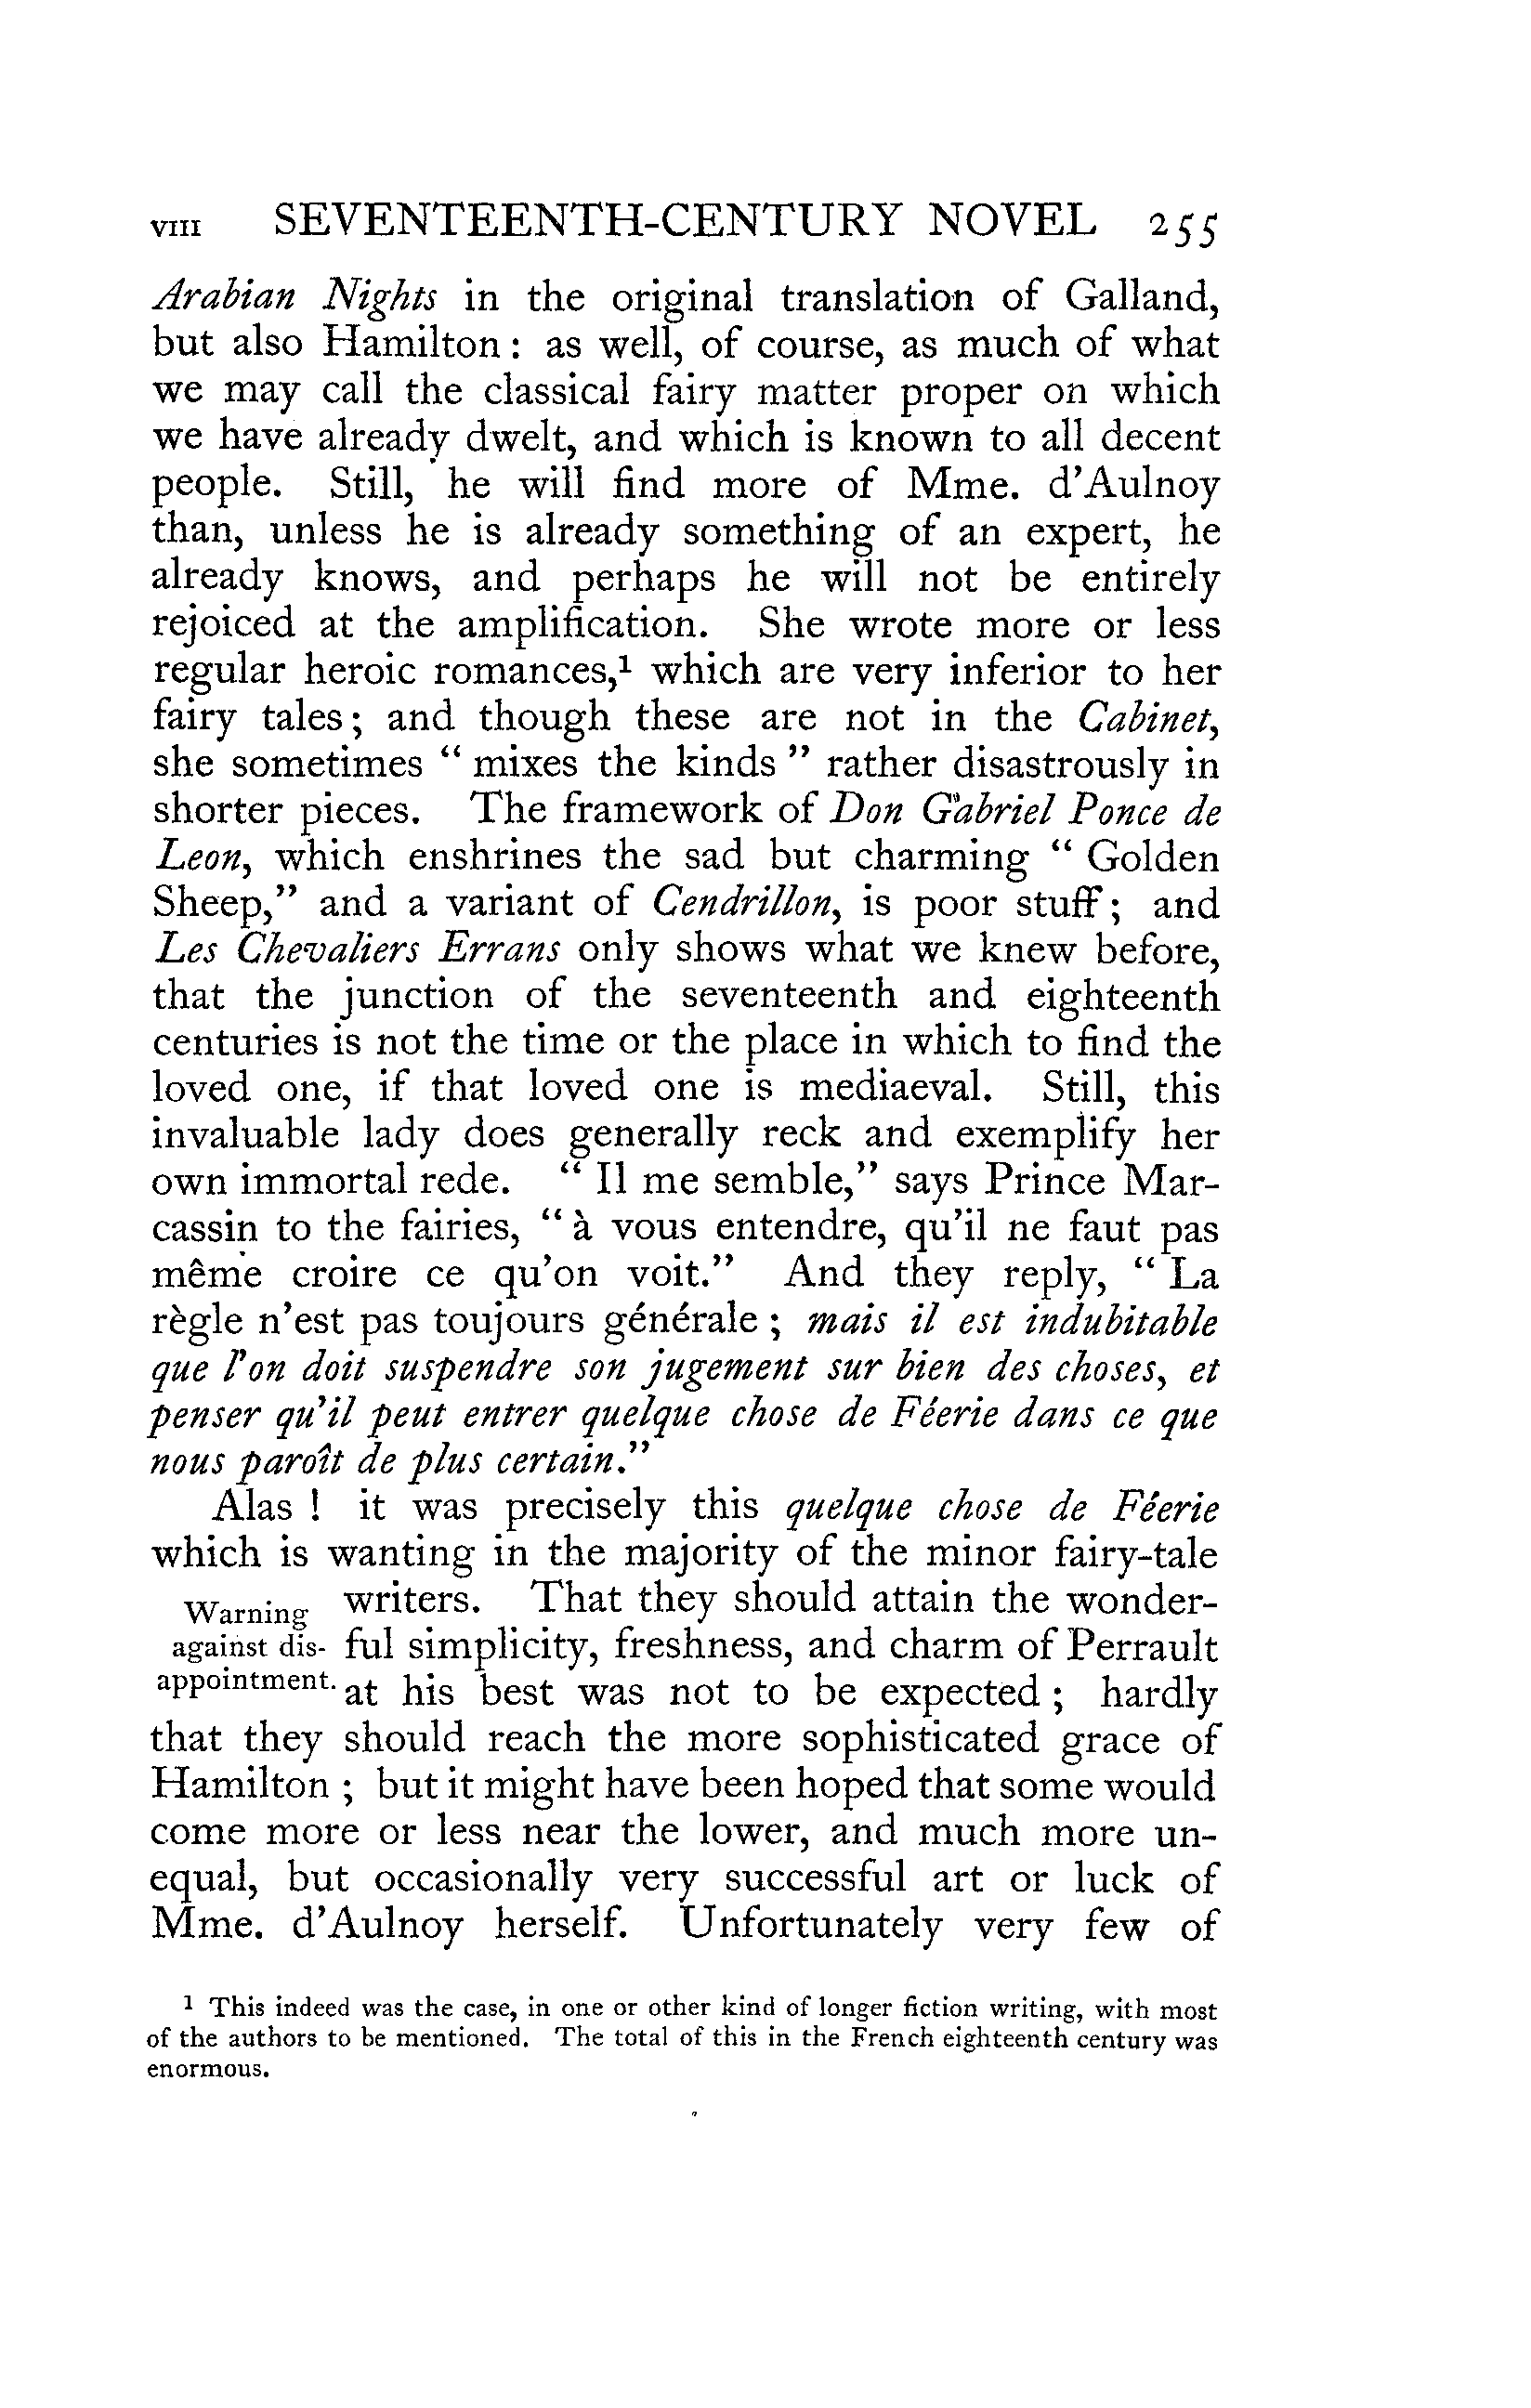 VIII SEVENTEENTH-CENTURY NOVEL 255
Arabian Nights in the original translation of Galland,
but also Hamilton : as well, of course, as much of what
we may call the classical fairy matter proper on which
we have already dwelt, and which is known to all decent
people. Still, he will find more of Mme. d'Aulnoy
than, unless he is already something of an expert, he
already knows, and perhaps he will not be entirely
rejoiced at the amplification. She wrote more or less
regular heroic romances,¹ which are very inferior to her
fairy tales ; and though these are not in the Cabinet,
she sometimes “ mixes the kinds ” rather disastrously in
shorter pieces. The framework of Don Gabriel Ponce de
Leon, which enshrines the sad but charming “ Golden
Sheep,” and a variant of Cendrillon, is poor stuff ; and
Les Chevaliers Errans only shows what we knew before,
that the junction of the seventeenth and eighteenth
centuries is not the time or the place in which to find the
loved one, if that loved one is mediaeval. Still, this
invaluable lady does generally reck and exemplify her
own immortal rede. “ Il me semble,” says Prince Mar-
cassin to the fairies, “ à vous entendre, qu'il ne faut pas
même croire ce qu'on voit.” And they reply, “ La
règle n'est pas toujours générale ; mais il est indubitable
que l'on doit suspendre son jugement sur bien des choses, et
penser qu'il peut entrer quelque chose de Féerie dans ce que
nous paroît de plus certain.”
Alas ! it was precisely this quelque chose de Féerie
which is wanting in the majority of the minor fairy-tale
Warning writers. That they should attain the wonder-
against dis- ful simplicity, freshness, and charm of Perrault
appointment. at his best was not to be expected ; hardly
that they should reach the more sophisticated grace of
Hamilton ; but it might have been hoped that some would
come more or less near the lower, and much more un-
equal, but occasionally very successful art or luck of
Mme. d'Aulnoy herself. Unfortunately very few of
¹ This indeed was the case, in one or other kind of longer fiction writing, with most
of the authors to be mentioned. The total of this in the French eighteenth century was
enormous.